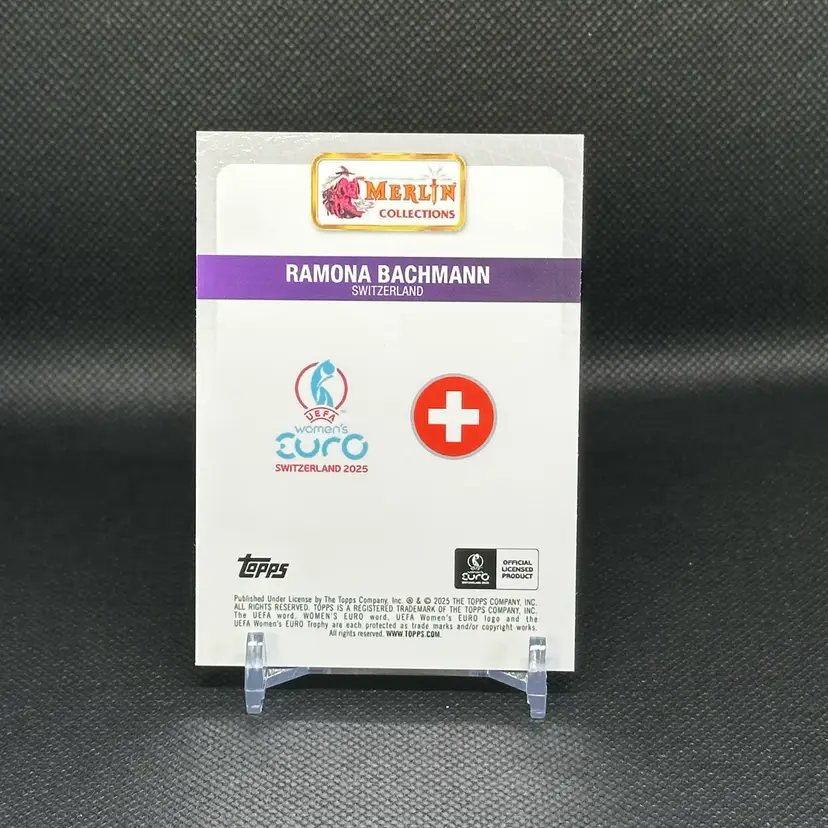 MERLIN
COLLECTIONS
RAMONA BACHMANN
SWITZERLAND
UEFA
women's
EURO
SWITZERLAND 2025
topps
EURO
OFFICIAL
LICENSED
PRODUCT
Published Under License by The Topps Company, Inc. ® & © 2025 THE TOPPS COMPANY, INC.
ALL RIGHTS RESERVED. TOPPS IS A REGISTERED TRADEMARK OF THE TOPPS COMPANY, INC.
The UEFA word, WOMEN'S EURO word, UEFA Women's EURO logo and the
UEFA Women's EURO Trophy are each protected as trade marks and/or copyright works.
All rights reserved. WWW.TOPPS.COM.